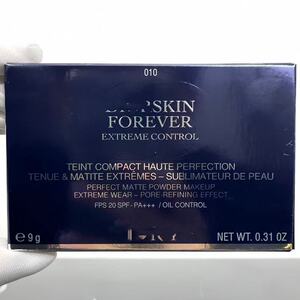 010
FOREVER
EXTREME CONTROL
TEINT COMPACT HAUTE PERFECTION
TENUE & MATITE EXTRÊMES – SUBLIMATEUR DE PEAU
PERFECT MATTE POWDER MAKEUP
EXTREME WEAR – PORE-REFINING EFFECT
FPS 20 SPF - PA+++ / OIL CONTROL
e 9 g
NET WT. 0.31 OZ